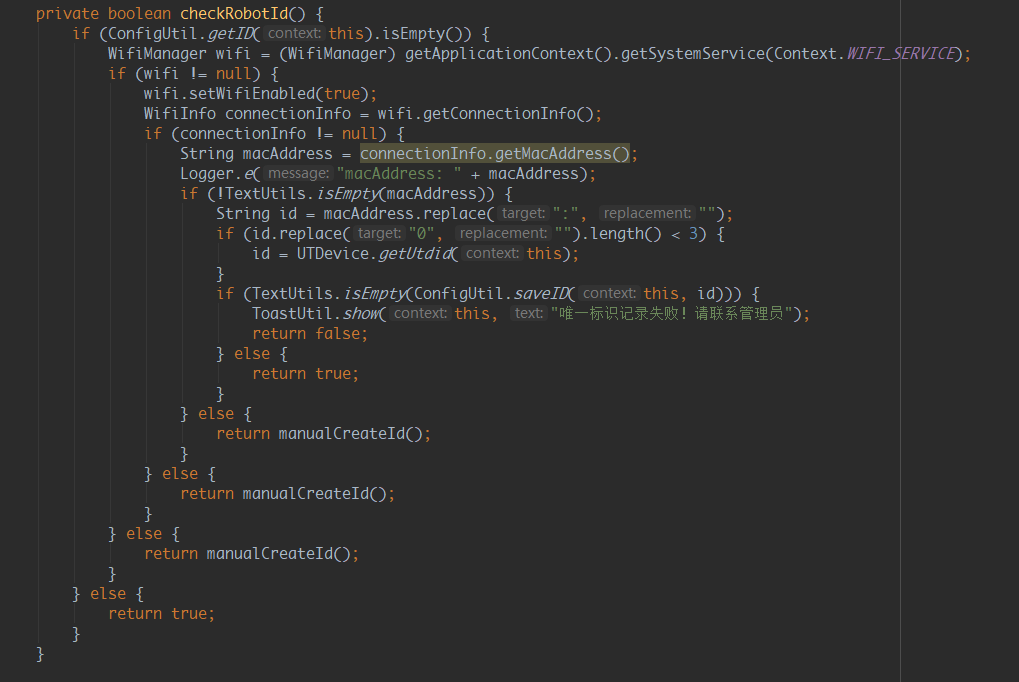 private boolean checkRobotId() {
if (ConfigUtil.getID( context: this).isEmpty()) {
WifiManager wifi = (WifiManager) getApplicationContext().getSystemService(Context.WIFI_SERVICE);
if (wifi != null) {
wifi.setWifiEnabled(true);
WifiInfo connectionInfo = wifi.getConnectionInfo();
if (connectionInfo != null) {
String macAddress = connectionInfo.getMacAddress();
Logger.e( message: "macAddress: " + macAddress);
if (!TextUtils.isEmpty(macAddress)) {
String id = macAddress.replace( target: ":", replacement: "");
if (id.replace( target: "0", replacement: "").length() < 3) {
id = UTDevice.getUtdid( context: this);
}
if (TextUtils.isEmpty(ConfigUtil.saveID( context: this, id))) {
ToastUtil.show( context: this, text: "唯一标识记录失败！请联系管理员");
return false;
} else {
return true;
}
} else {
return manualCreateId();
}
} else {
return manualCreateId();
}
} else {
return manualCreateId();
}
} else {
return true;
}
}